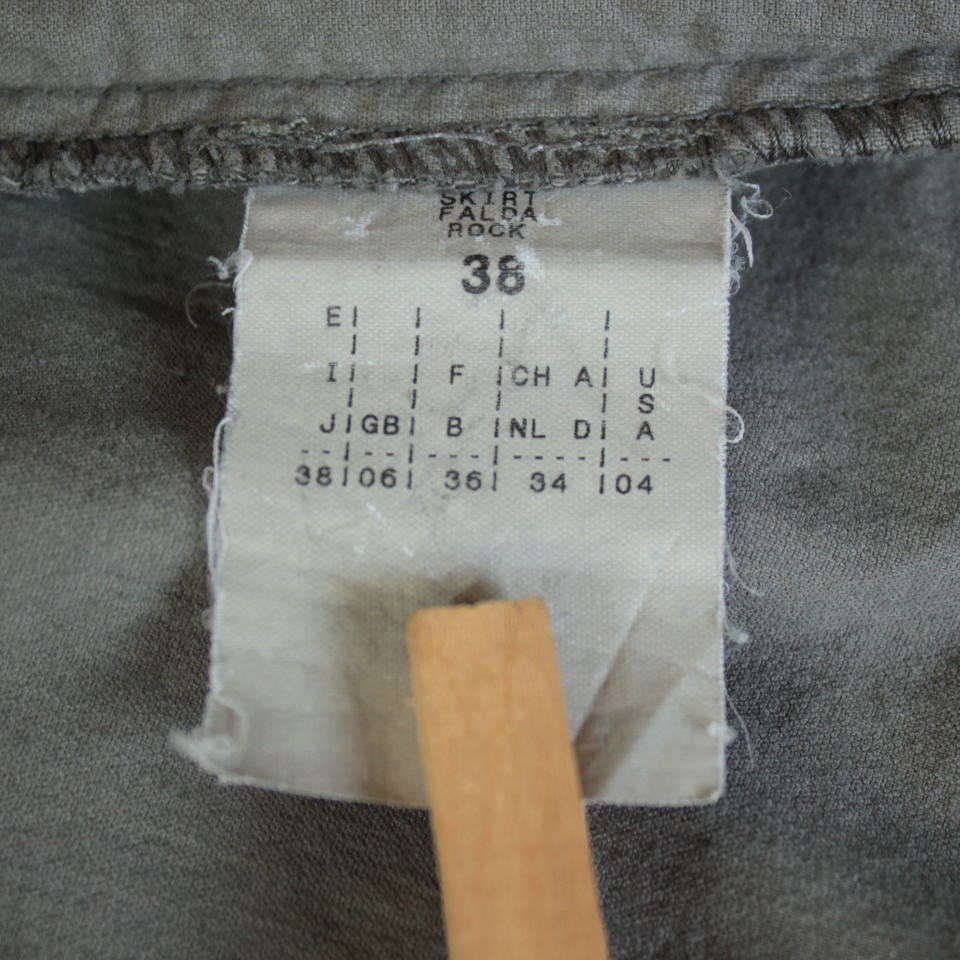 SKIRT
FALDA
ROCK
38
E
I F CH A U
S
J GB B NL D A
38 06 36 34 04